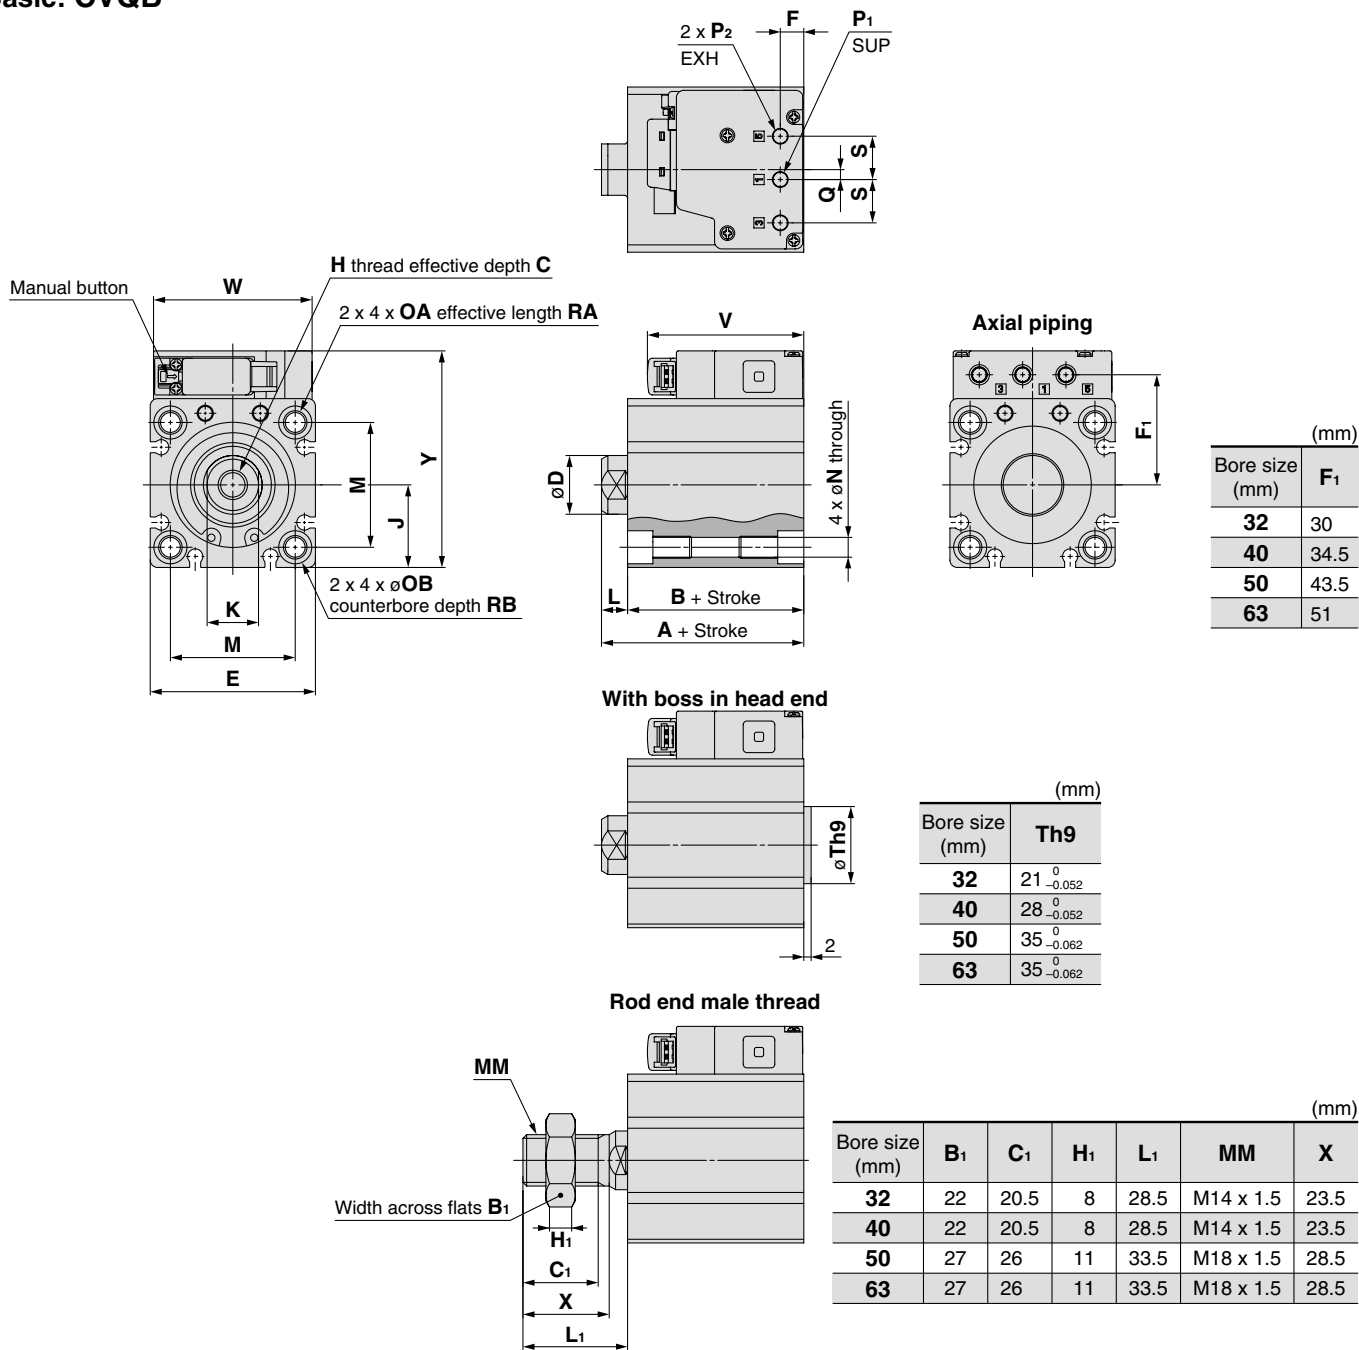 2 x P2
EXH
F
P1
SUP
5
1
3
S
Q
S
Manual button
W
H thread effective depth C
2 x 4 x OA effective length RA
M
J
Y
2 x 4 x øOB
counterbore depth RB
K
M
E
V
øD
4 x øN through
L
B + Stroke
A + Stroke
Axial piping
3
1
5
F1
(mm)
Bore size (mm) F1
32 30
40 34.5
50 43.5
63 51
With boss in head end
øTh9
2
(mm)
Bore size (mm) Th9
32 21 0 –0.052
40 28 0 –0.052
50 35 0 –0.062
63 35 0 –0.062
Rod end male thread
MM
Width across flats B1
H1
C1
X
L1
(mm)
Bore size (mm) B1 C1 H1 L1 MM X
32 22 20.5 8 28.5 M14 x 1.5 23.5
40 22 20.5 8 28.5 M14 x 1.5 23.5
50 27 26 11 33.5 M18 x 1.5 28.5
63 27 26 11 33.5 M18 x 1.5 28.5